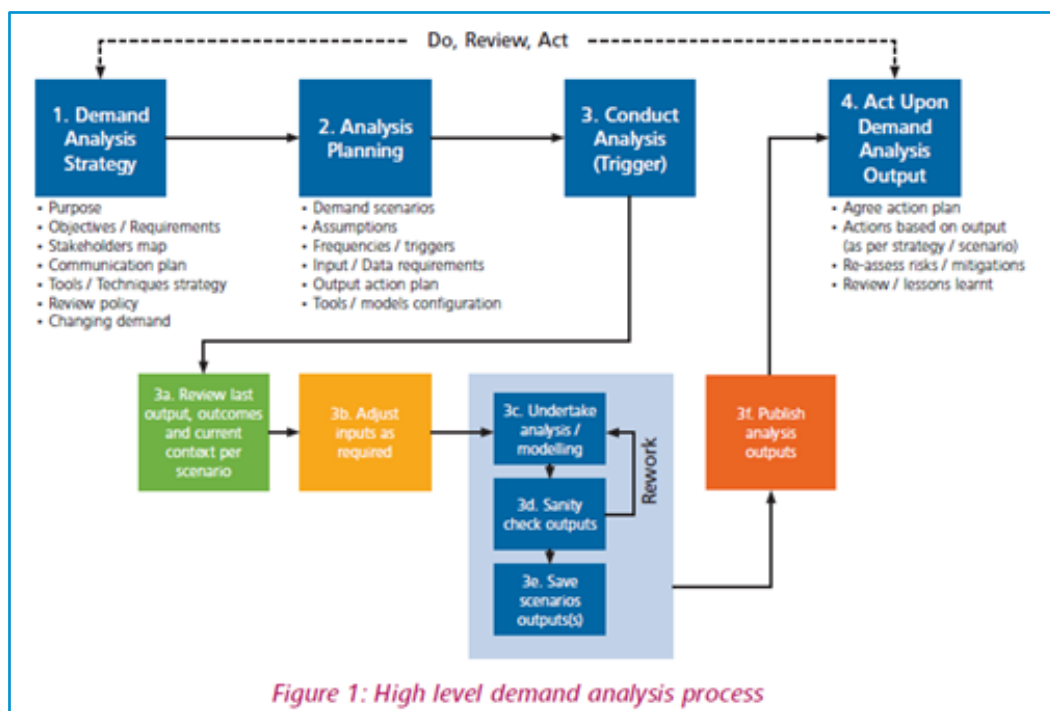 Do, Review, Act
1. Demand
Analysis
Strategy
2. Analysis
Planning
3. Conduct
Analysis
(Trigger)
4. Act Upon
Demand
Analysis
Output
• Purpose
• Objectives / Requirements
• Stakeholders map
• Communication plan
• Tools / Techniques strategy
• Review policy
• Changing demand
• Demand scenarios
• Assumptions
• Frequencies / triggers
• Input / Data requirements
• Output action plan
• Tools / models configuration
• Agree action plan
• Actions based on output
(as per strategy / scenario)
• Re-assess risks / mitigations
• Review / lessons learnt
3a. Review last
output, outcomes
and current
context per
scenario
3b. Adjust
inputs as
required
3c. Undertake
analysis /
modelling
3d. Sanity
check outputs
Rework
3e. Save
scenarios
outputs(s)
3f. Publish
analysis
outputs
Figure 1: High level demand analysis process